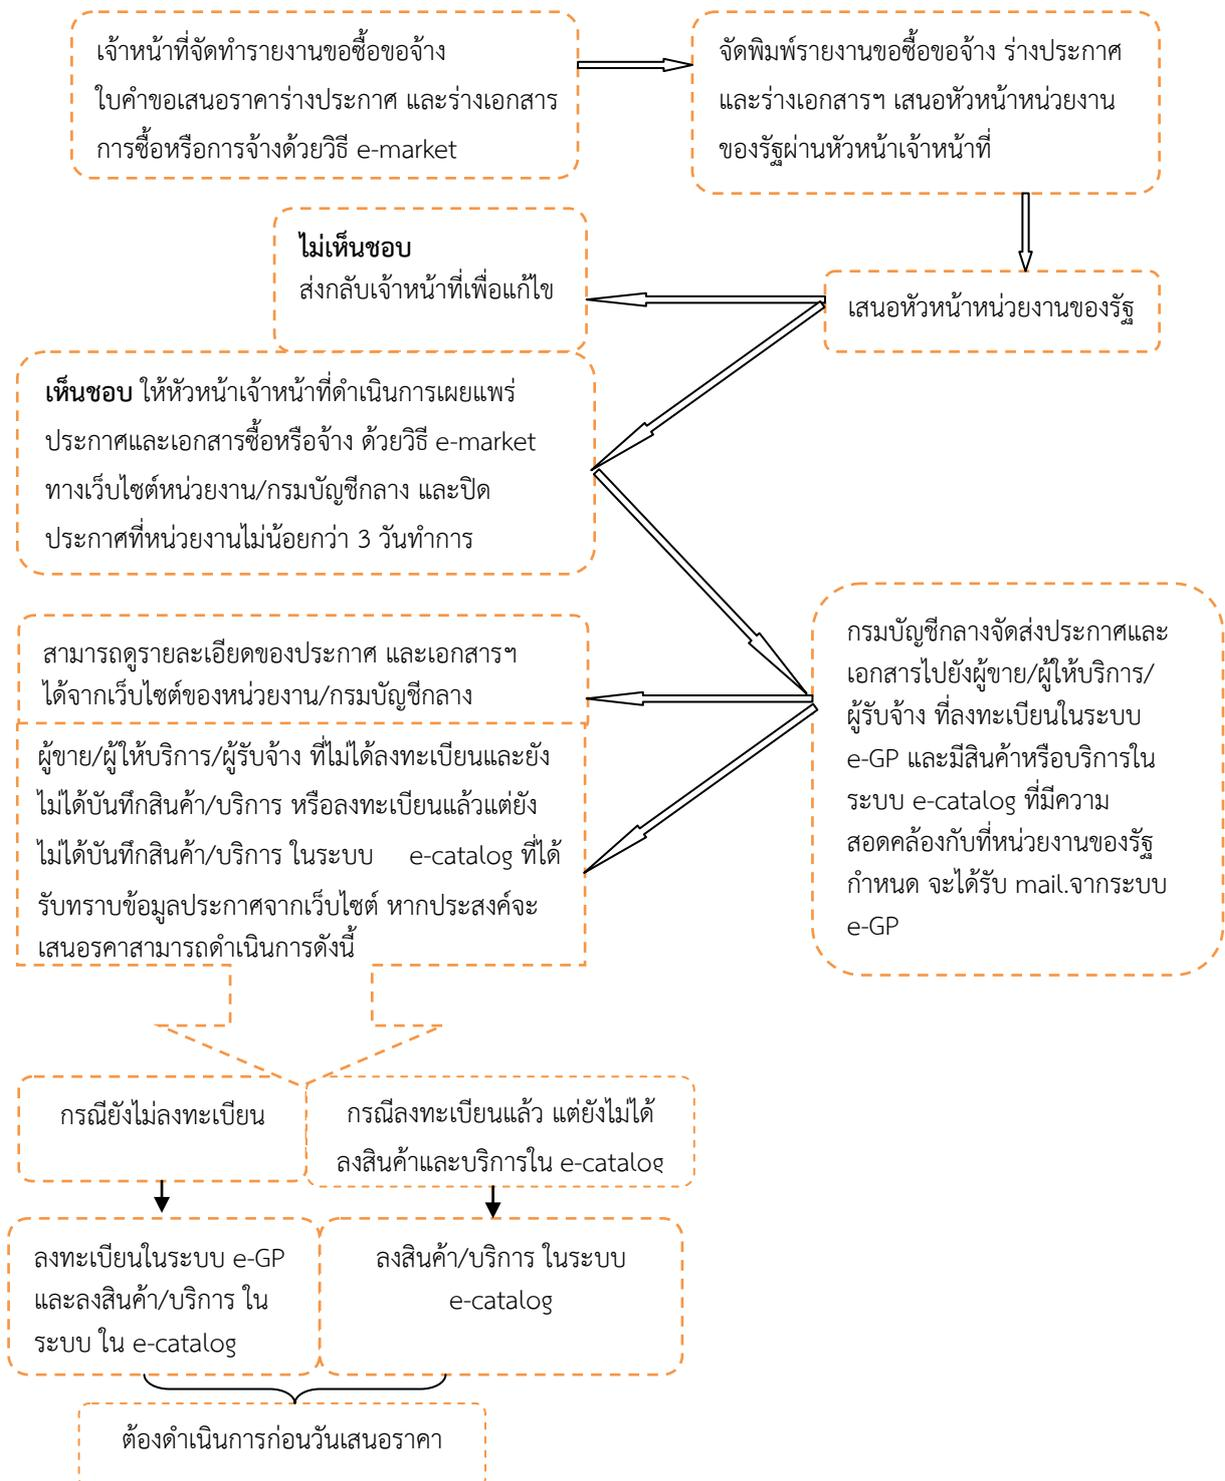 เจ้าหน้าที่จัดทำรายงานขอซื้อขอจ้าง
ใบคำขอเสนอราคาร่างประกาศ และร่างเอกสาร
การซื้อหรือการจ้างด้วยวิธี e-market
จัดพิมพ์รายงานขอซื้อขอจ้าง ร่างประกาศ
และร่างเอกสารฯ เสนอหัวหน้าหน่วยงาน
ของรัฐผ่านหัวหน้าเจ้าหน้าที่
ไม่เห็นชอบ
ส่งกลับเจ้าหน้าที่เพื่อแก้ไข
เสนอหัวหน้าหน่วยงานของรัฐ
เห็นชอบ ให้หัวหน้าเจ้าหน้าที่ดำเนินการเผยแพร่
ประกาศและเอกสารซื้อหรือจ้าง ด้วยวิธี e-market
ทางเว็บไซต์หน่วยงาน/กรมบัญชีกลาง และปิด
ประกาศที่หน่วยงานไม่น้อยกว่า 3 วันทำการ
กรมบัญชีกลางจัดส่งประกาศและ
เอกสารไปยังผู้ขาย/ผู้ให้บริการ/
ผู้รับจ้าง ที่ลงทะเบียนในระบบ
e-GP และมีสินค้าหรือบริการใน
ระบบ e-catalog ที่มีความ
สอดคล้องกับที่หน่วยงานของรัฐ
กำหนด จะได้รับ mail.จากระบบ
e-GP
สามารถดูรายละเอียดของประกาศ และเอกสารฯ
ได้จากเว็บไซต์ของหน่วยงาน/กรมบัญชีกลาง
ผู้ขาย/ผู้ให้บริการ/ผู้รับจ้าง ที่ไม่ได้ลงทะเบียนและยัง
ไม่ได้บันทึกสินค้า/บริการ หรือลงทะเบียนแล้วแต่ยัง
ไม่ได้บันทึกสินค้า/บริการ ในระบบ e-catalog ที่ได้
รับทราบข้อมูลประกาศจากเว็บไซต์ หากประสงค์จะ
เสนอรคาสามารถดำเนินการดังนี้
กรณียังไม่ลงทะเบียน
กรณีลงทะเบียนแล้ว แต่ยังไม่ได้
ลงสินค้าและบริการใน e-catalog
ลงทะเบียนในระบบ e-GP
และลงสินค้า/บริการ ใน
ระบบ ใน e-catalog
ลงสินค้า/บริการ ในระบบ
e-catalog
ต้องดำเนินการก่อนวันเสนอราคา